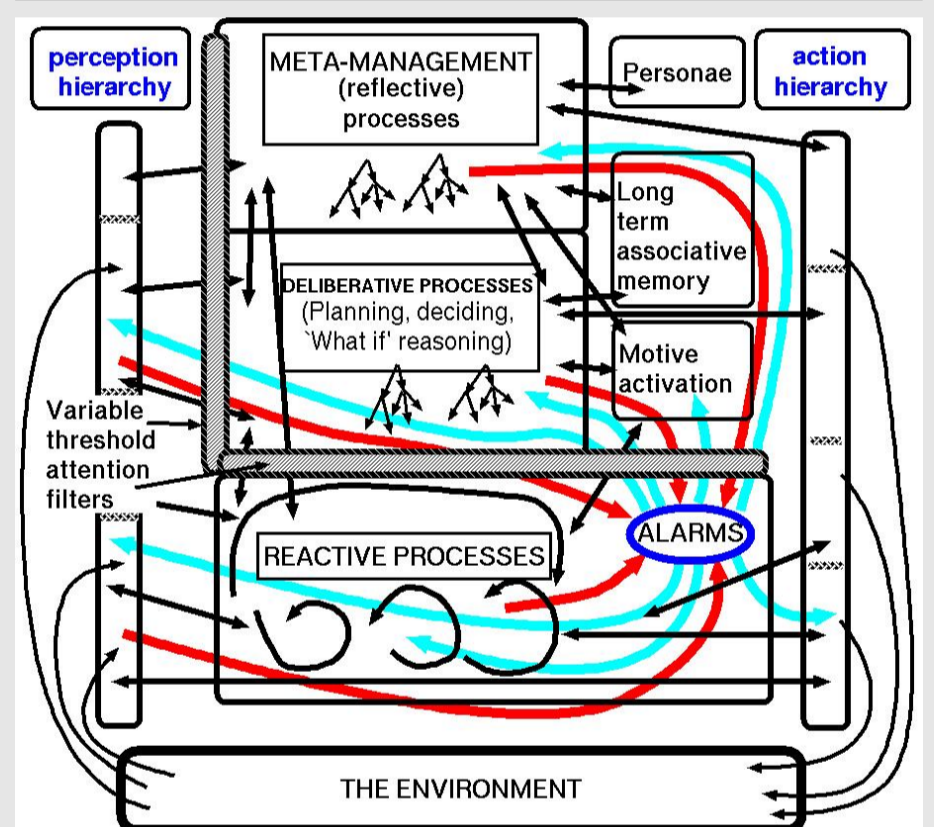 perception
hierarchy
META-MANAGEMENT
(reflective)
processes
Personae
action
hierarchy
Long
term
associative
memory
DELIBERATIVE PROCESSES
(Planning, deciding,
'What if' reasoning)
Motive
activation
Variable
threshold
attention
filters
ALARMS
REACTIVE PROCESSES
THE ENVIRONMENT